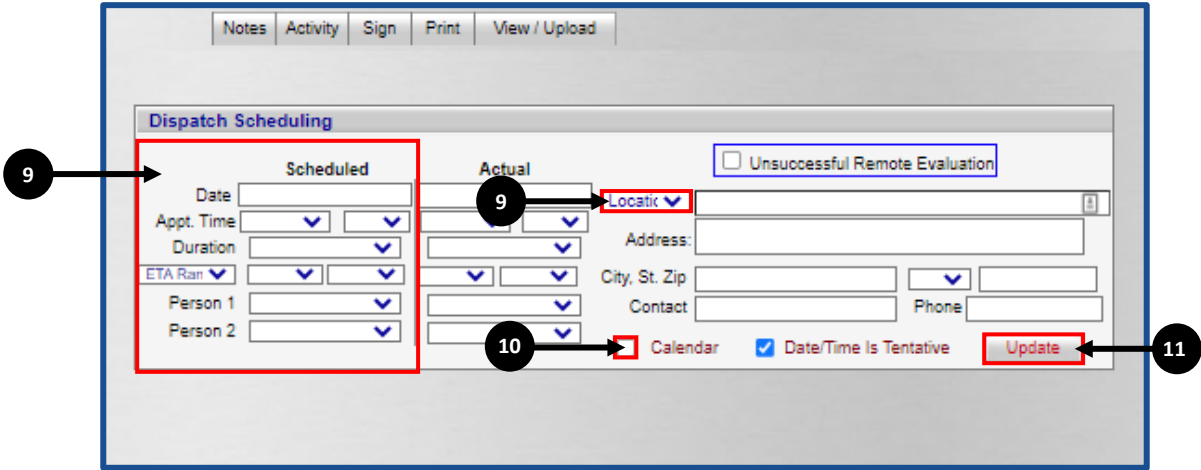 Notes Activity Sign Print View / Upload
Dispatch Scheduling
9
Scheduled Actual
Unsuccessful Remote Evaluation
Date
9
Locatic
Appt. Time
Address:
Duration
ETA Ran
City, St. Zip
Person 1
Contact
Phone
Person 2
10
Calendar
Date/Time Is Tentative
Update
11